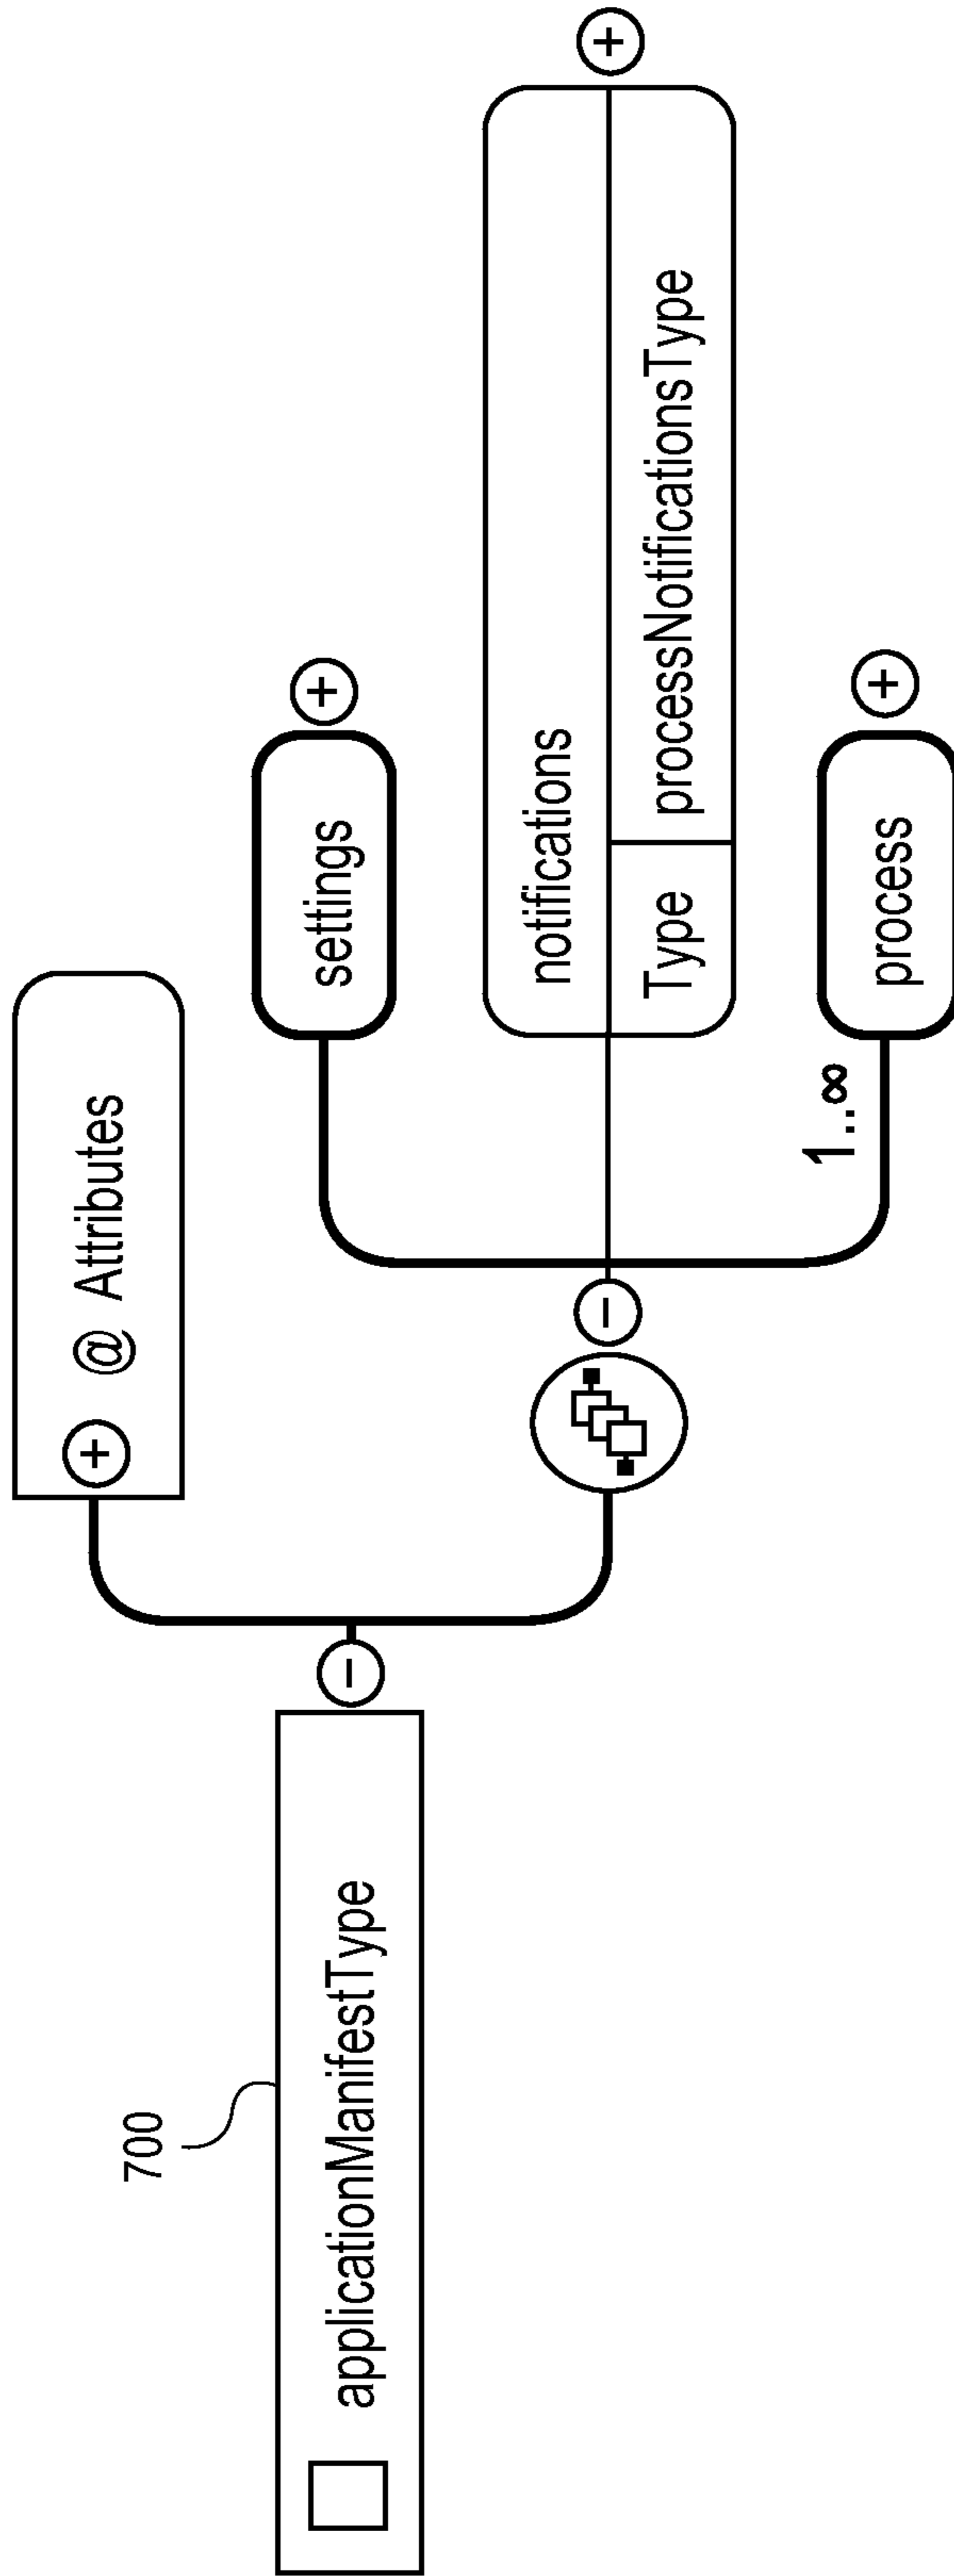 700
applicationManifestType
@ Attributes
settings
notifications
Type processNotificationsType
1..∞
process